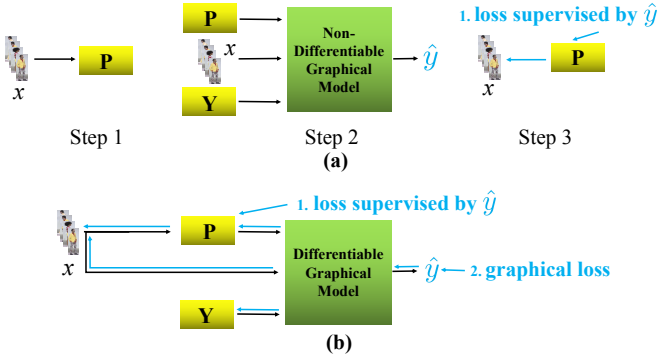 1. loss supervised by ŷ
P
x
Y
Non-
Differentiable
Graphical
Model
ŷ
x
P
x
P
Step 1
Step 2
Step 3
(a)
1. loss supervised by ŷ
x
P
Differentiable
Graphical
Model
ŷ
2. graphical loss
Y
(b)